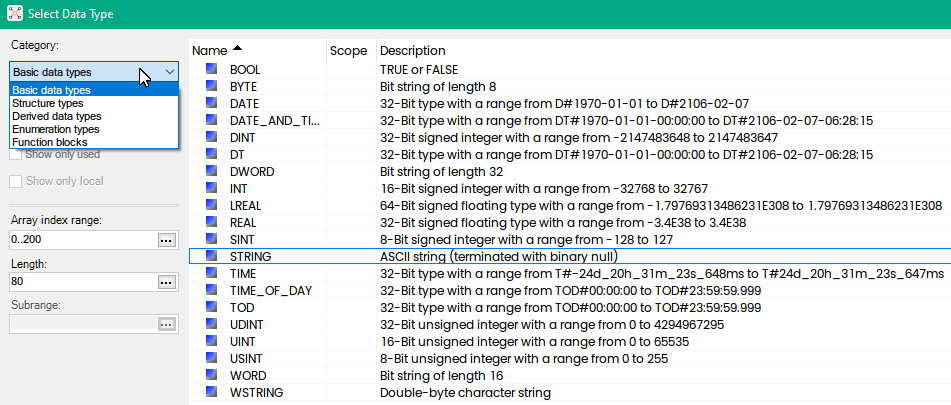 Select Data Type
Category:
Basic data types
Basic data types
Structure types
Derived data types
Enumeration types
Function blocks
Show only used
Show only local
Array index range:
0..200
...
Length:
80
...
Subrange:
...
Name Scope Description
BOOL TRUE or FALSE
BYTE Bit string of length 8
DATE 32-Bit type with a range from D#1970-01-01 to D#2106-02-07
DATE_AND_TI... 32-Bit type with a range from DT#1970-01-01-00:00:00 to DT#2106-02-07-06:28:15
DINT 32-Bit signed integer with a range from -2147483648 to 2147483647
DT 32-Bit type with a range from DT#1970-01-01-00:00:00 to DT#2106-02-07-06:28:15
DWORD Bit string of length 32
INT 16-Bit signed integer with a range from -32768 to 32767
LREAL 64-Bit signed floating type with a range from -1.79769313486231E308 to 1.79769313486231E308
REAL 32-Bit signed floating type with a range from -3.4E38 to 3.4E38
SINT 8-Bit signed integer with a range from -128 to 127
STRING ASCII string (terminated with binary null)
TIME 32-Bit type with a range from T#-24d_20h_31m_23s_648ms to T#24d_20h_31m_23s_647ms
TIME_OF_DAY 32-Bit type with a range from TOD#00:00:00 to TOD#23:59:59.999
TOD 32-Bit type with a range from TOD#00:00:00 to TOD#23:59:59.999
UDINT 32-Bit unsigned integer with a range from 0 to 4294967295
UINT 16-Bit unsigned integer with a range from 0 to 65535
USINT 8-Bit unsigned integer with a range from 0 to 255
WORD Bit string of length 16
WSTRING Double-byte character string